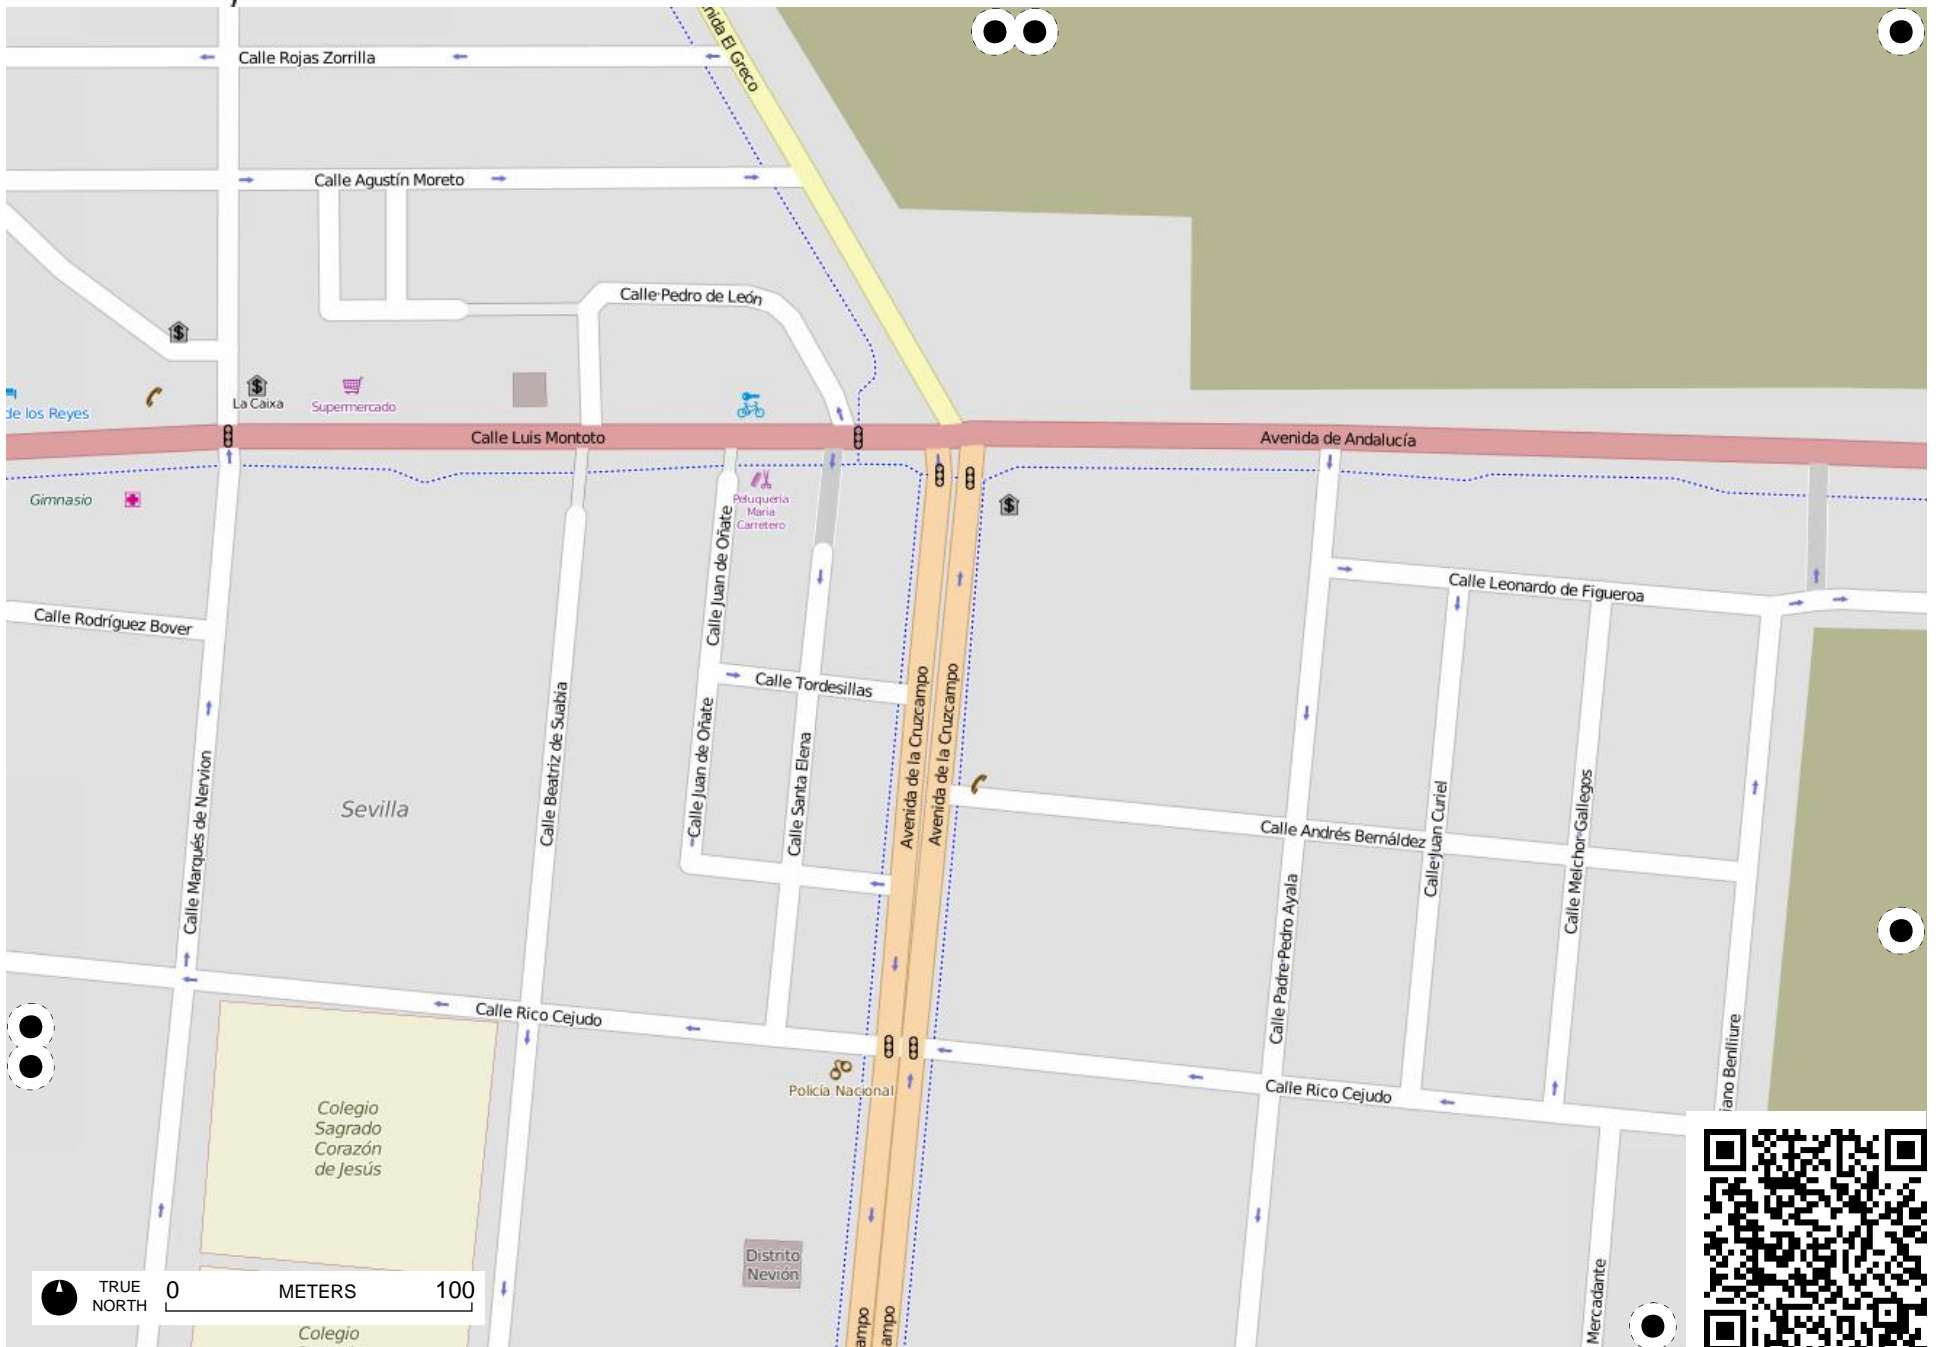 nida El Greco
Calle Rojas Zorrilla
Calle Agustín Moreto
Calle Pedro de León
La Caixa
Supermercado
de los Reyes
Calle Luis Montoto
Avenida de Andalucía
Gimnasio
Peluqueria
Maria
Carretero
Calle Juan de Oñate
Calle Leonardo de Figueroa
Calle Rodríguez Bover
Calle Tordesillas
Calle Beatriz de Suabia
Calle Juan de Oñate
Calle Santa Elena
Avenida de la Cruzcampo
Avenida de la Cruzcampo
Calle Marqués de Nervion
Sevilla
Calle Andrés Bernáldez
Calle Juan Curiel
Calle Melchor Gallegos
Calle Padre Pedro Ayala
Calle Rico Cejudo
iano Benlliure
Policía Nacional
Calle Rico Cejudo
Colegio
Sagrado
Corazón
de Jesús
Distrito
Nevión
Mercadante
ampo
ampo
TRUE
NORTH
0 METERS 100
Colegio